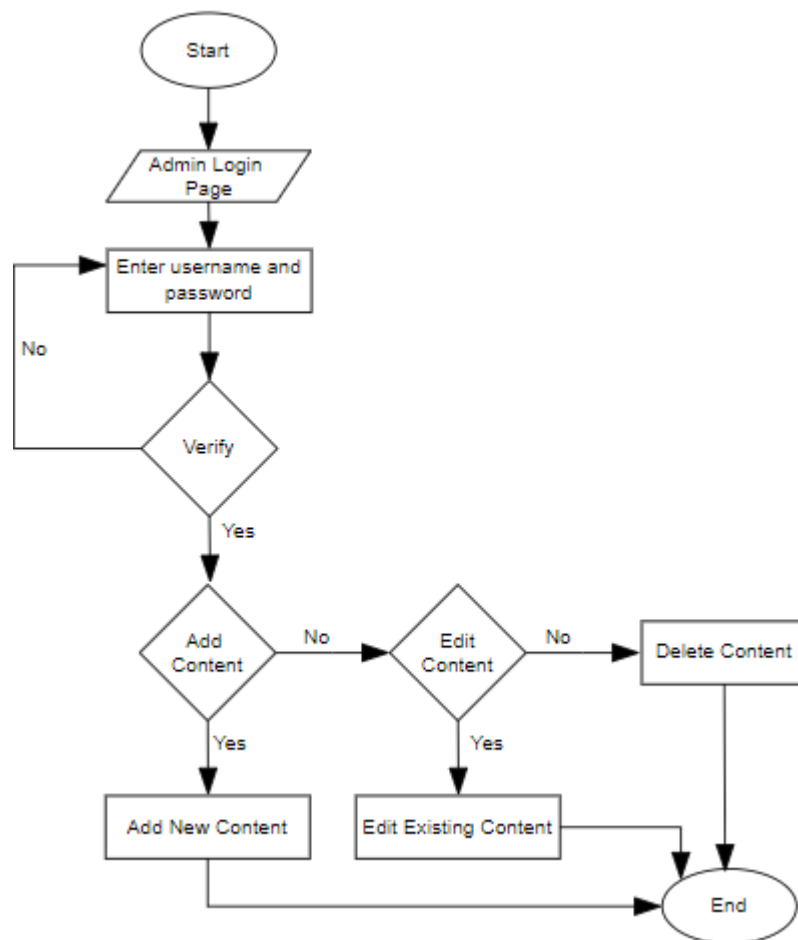 Start
Admin Login
Page
Enter username and
password
No
Verify
Yes
Add
Content
No
Edit
Content
No
Delete Content
Yes
Yes
Add New Content
Edit Existing Content
End